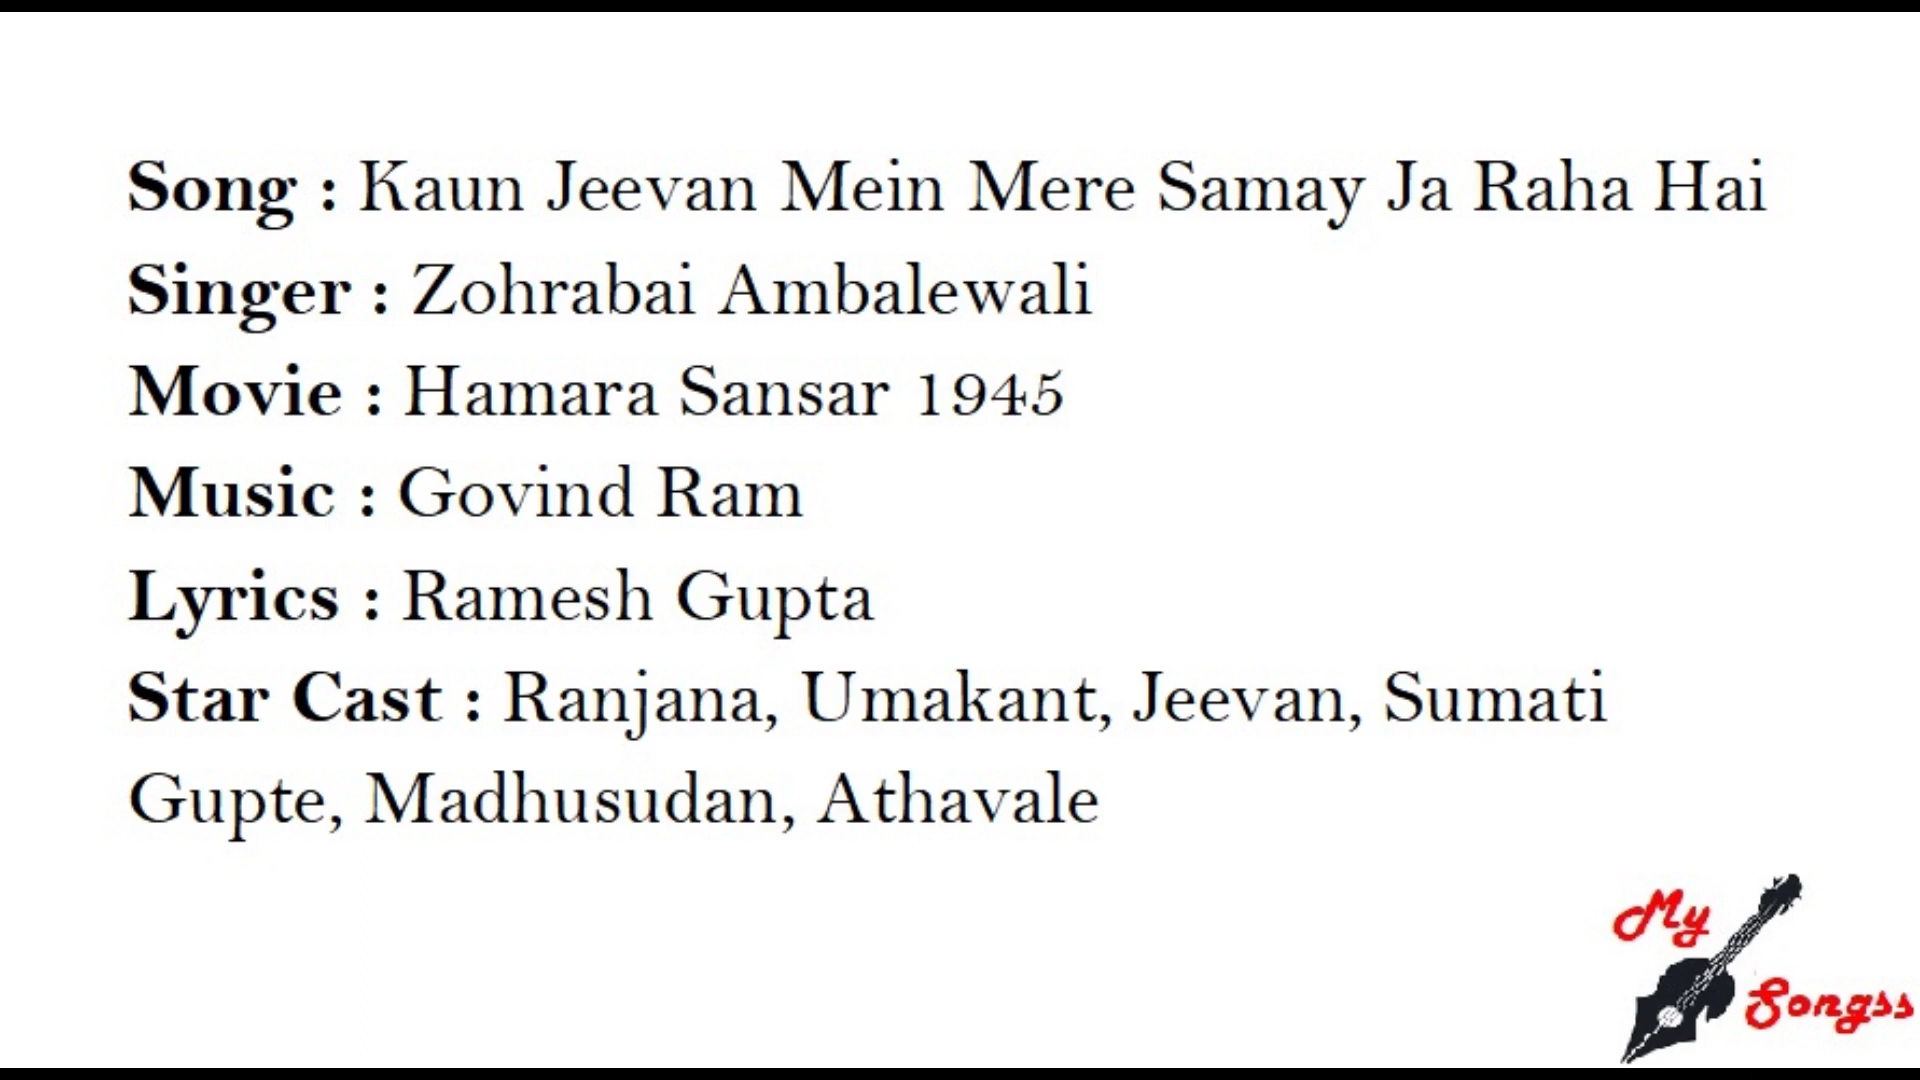 Song : Kaun Jeevan Mein Mere Samay Ja Raha Hai
Singer : Zohrabai Ambalewali
Movie : Hamara Sansar 1945
Music : Govind Ram
Lyrics : Ramesh Gupta
Star Cast : Ranjana, Umakant, Jeevan, Sumati
Gupte, Madhusudan, Athavale
My
Songss